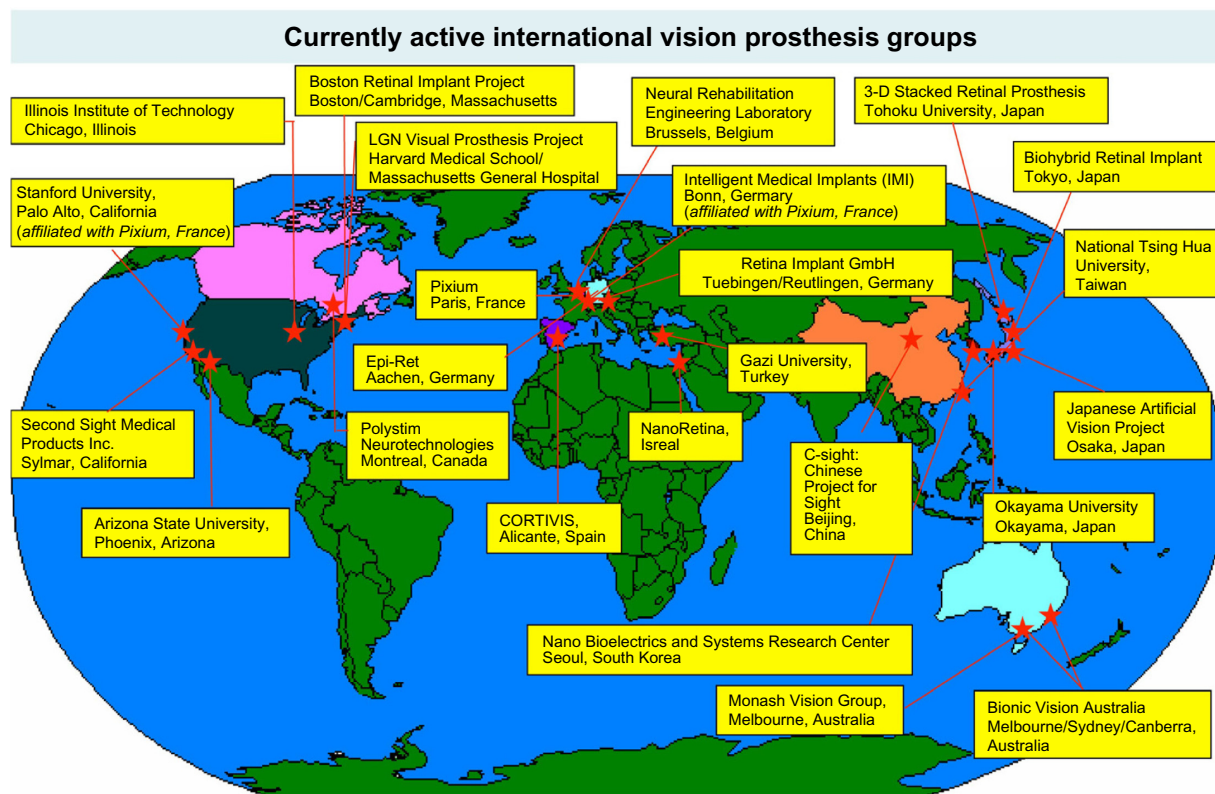 Currently active international vision prosthesis groups
Boston Retinal Implant Project
Boston/Cambridge, Massachusetts
Illinois Institute of Technology
Chicago, Illinois
LGN Visual Prosthesis Project
Harvard Medical School/
Massachusetts General Hospital
Stanford University,
Palo Alto, California
(affiliated with Pixium, France)
Neural Rehabilitation
Engineering Laboratory
Brussels, Belgium
3-D Stacked Retinal Prosthesis
Tohoku University, Japan
Biohybrid Retinal Implant
Tokyo, Japan
Intelligent Medical Implants (IMI)
Bonn, Germary
(affiliated with Pixium, France)
National Tsing Hua
University,
Taiwan
Retina Implant GmbH
Tuebingen/Reutlingen, Germany
Pixium
Paris, France
Epi-Ret
Aachen, Germany
Gazi University,
Turkey
Second Sight Medical
Products Inc.
Sylmar, California
Polystim
Neurotechnologies
Montreal, Canada
NanoRetina,
Isreal
Japanese Artificial
Vision Project
Osaka, Japan
C-sight:
Chinese
Project for
Sight
Beijing,
China
Arizona State University,
Phoenix, Arizona
CORTIVIS,
Alicante, Spain
Okayama University
Okayama, Japan
Nano Bioelectrics and Systems Research Center
Seoul, South Korea
Monash Vision Group,
Melbourne, Australia
Bionic Vision Australia
Melbourne/Sydney/Canberra,
Australia